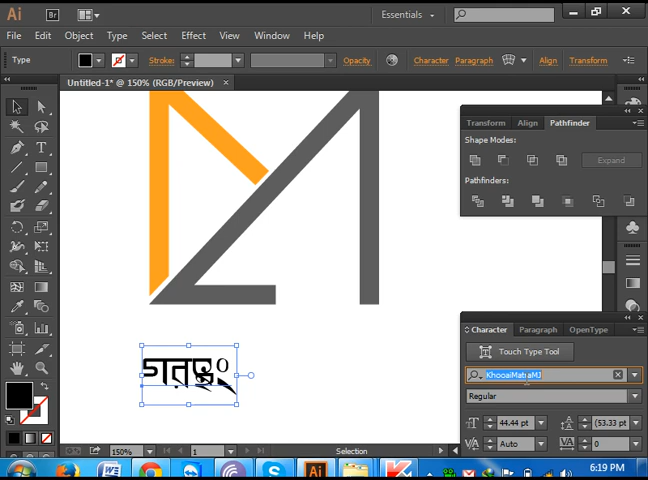 Ai Br Essentials
File Edit Object Type Select Effect View Window Help
Type Stroke: Opacity Character Paragraph Align Transform
Untitled-1* @ 150% (RGB/Preview)
Transform Align Pathfinder
Shape Modes:
Expand
Pathfinders:
Character Paragraph OpenType
Touch Type Tool
Regular
44.44 pt (53.33 pt)
Auto 0
150% 1 Selection
6:19 PM